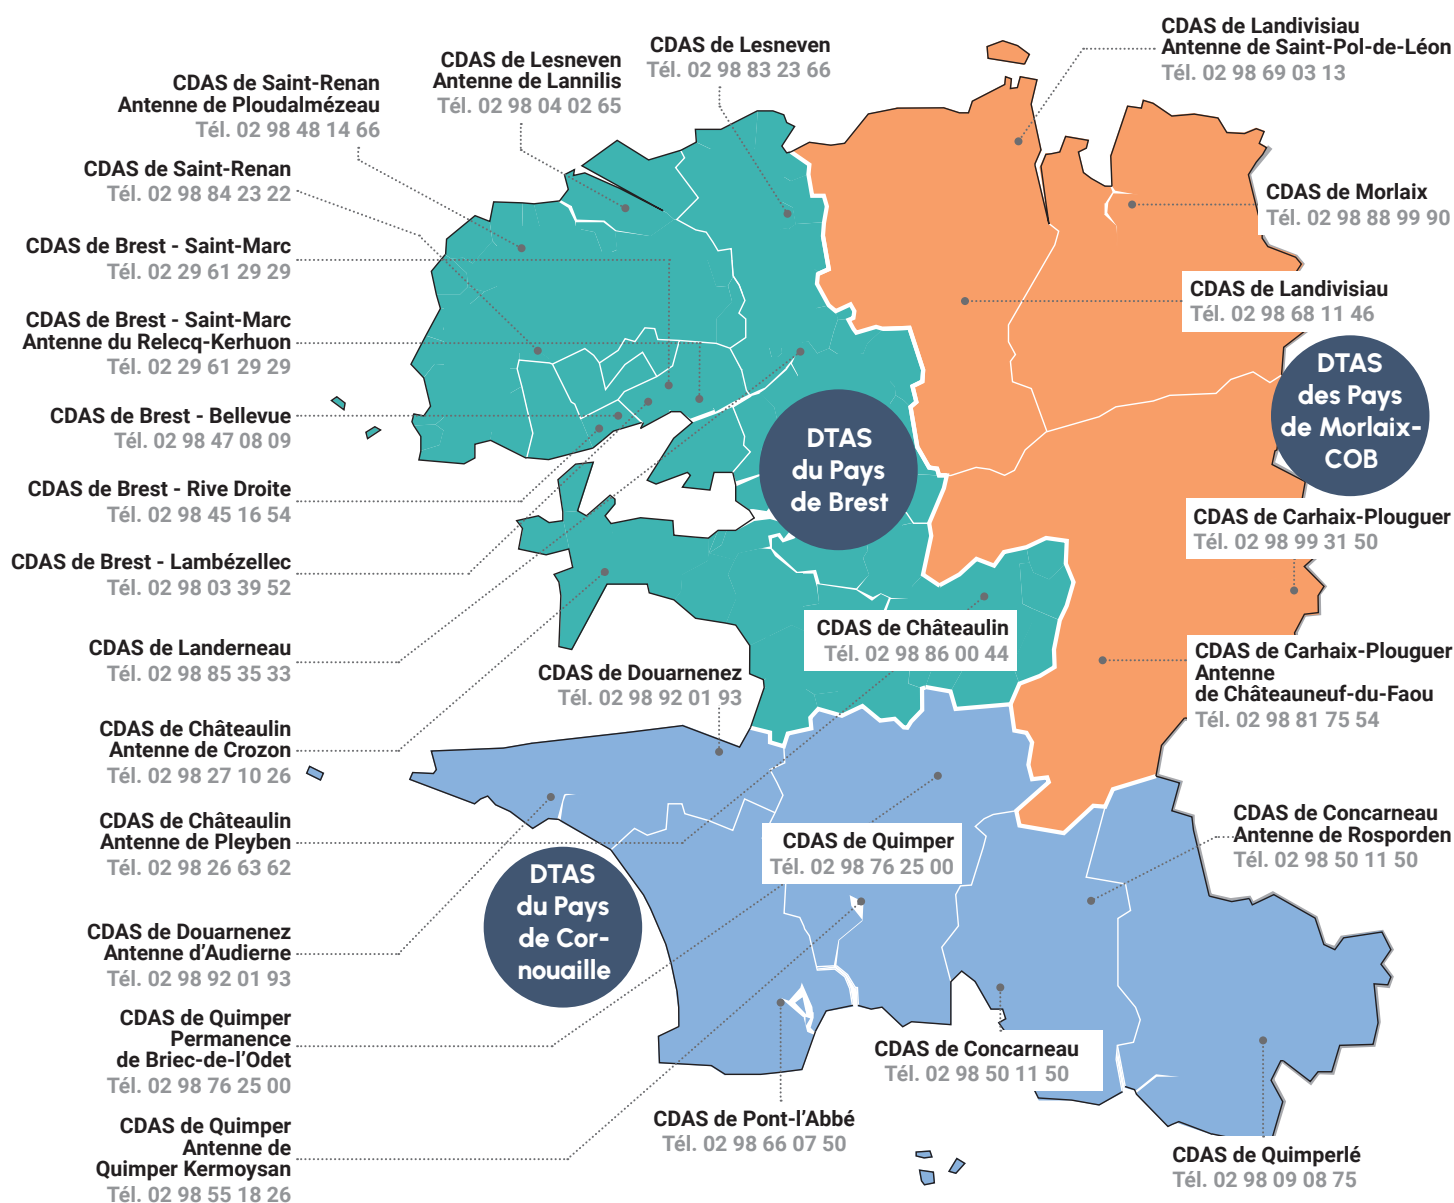 CDAS de Landivisiau
Antenne de Saint-Pol-de-Léon
Tél. 02 98 69 03 13
CDAS de Lesneven
Tél. 02 98 83 23 66
CDAS de Lesneven
Antenne de Lannilis
Tél. 02 98 04 02 65
CDAS de Saint-Renan
Antenne de Ploudalmézeau
Tél. 02 98 48 14 66
CDAS de Saint-Renan
Tél. 02 98 84 23 22
CDAS de Morlaix
Tél. 02 98 88 99 90
CDAS de Brest - Saint-Marc
Tél. 02 29 61 29 29
CDAS de Landivisiau
Tél. 02 98 68 11 46
CDAS de Brest - Saint-Marc
Antenne du Relecq-Kerhuon
Tél. 02 29 61 29 29
DTAS
des Pays
de Morlaix-
COB
CDAS de Brest - Bellevue
Tél. 02 98 47 08 09
DTAS
du Pays
de Brest
CDAS de Brest - Rive Droite
Tél. 02 98 45 16 54
CDAS de Carhaix-Plouguer
Tél. 02 98 99 31 50
CDAS de Brest - Lambézellec
Tél. 02 98 03 39 52
CDAS de Châteaulin
Tél. 02 98 86 00 44
CDAS de Landerneau
Tél. 02 98 85 35 33
CDAS de Carhaix-Plouguer
Antenne
de Châteauneuf-du-Faou
Tél. 02 98 81 75 54
CDAS de Douarnenez
Tél. 02 98 92 01 93
CDAS de Châteaulin
Antenne de Crozon
Tél. 02 98 27 10 26
CDAS de Châteaulin
Antenne de Pleyben
Tél. 02 98 26 63 62
CDAS de Concarneau
Antenne de Rosporden
Tél. 02 98 50 11 50
CDAS de Quimper
Tél. 02 98 76 25 00
DTAS
du Pays
de Cor-
nouaille
CDAS de Douarnenez
Antenne d'Audierne
Tél. 02 98 92 01 93
CDAS de Quimper
Permanence
de Briec-de-l'Odet
Tél. 02 98 76 25 00
CDAS de Concarneau
Tél. 02 98 50 11 50
CDAS de Pont-l'Abbé
Tél. 02 98 66 07 50
CDAS de Quimper
Antenne de
Quimper Kermoysan
Tél. 02 98 55 18 26
CDAS de Quimperlé
Tél. 02 98 09 08 75